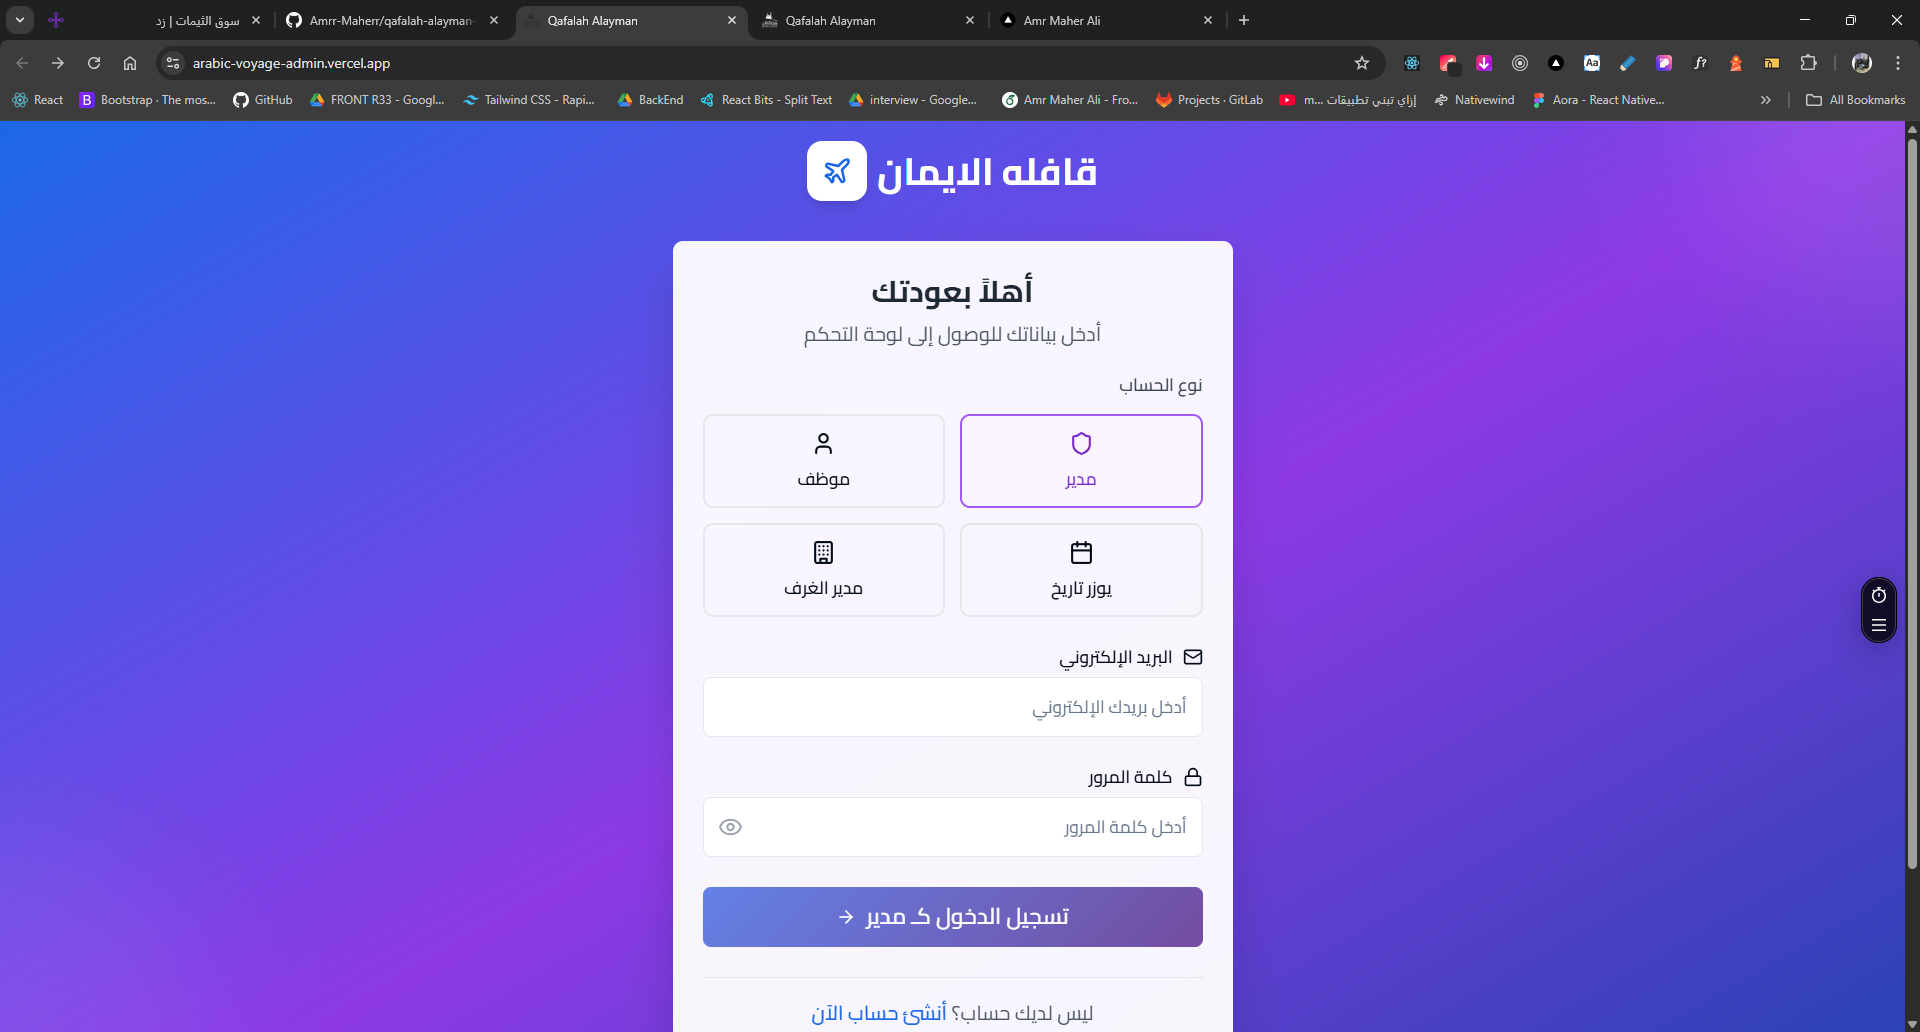 سوق الثيمات | زد
Amrr-Maherr/qafalah-alayman-
Qafalah Alayman
Qafalah Alayman
Amr Maher Ali
arabic-voyage-admin.vercel.app
React
Bootstrap · The mos...
GitHub
FRONT R33 - Googl...
Tailwind CSS - Rapi...
BackEnd
React Bits - Split Text
interview - Google...
Amr Maher Ali - Fro...
Projects · GitLab
إزاي تبني تطبيقات m...
Nativewind
Aora - React Native...
All Bookmarks
قافله الايمان
أهلاً بعودتك
أدخل بياناتك للوصول إلى لوحة التحكم
نوع الحساب
مدير
موظف
يوزر تاريخ
مدير الغرف
البريد الإلكتروني
أدخل بريدك الإلكتروني
كلمة المرور
أدخل كلمة المرور
تسجيل الدخول كـ مدير
ليس لديك حساب؟ أنشئ حساب الآن